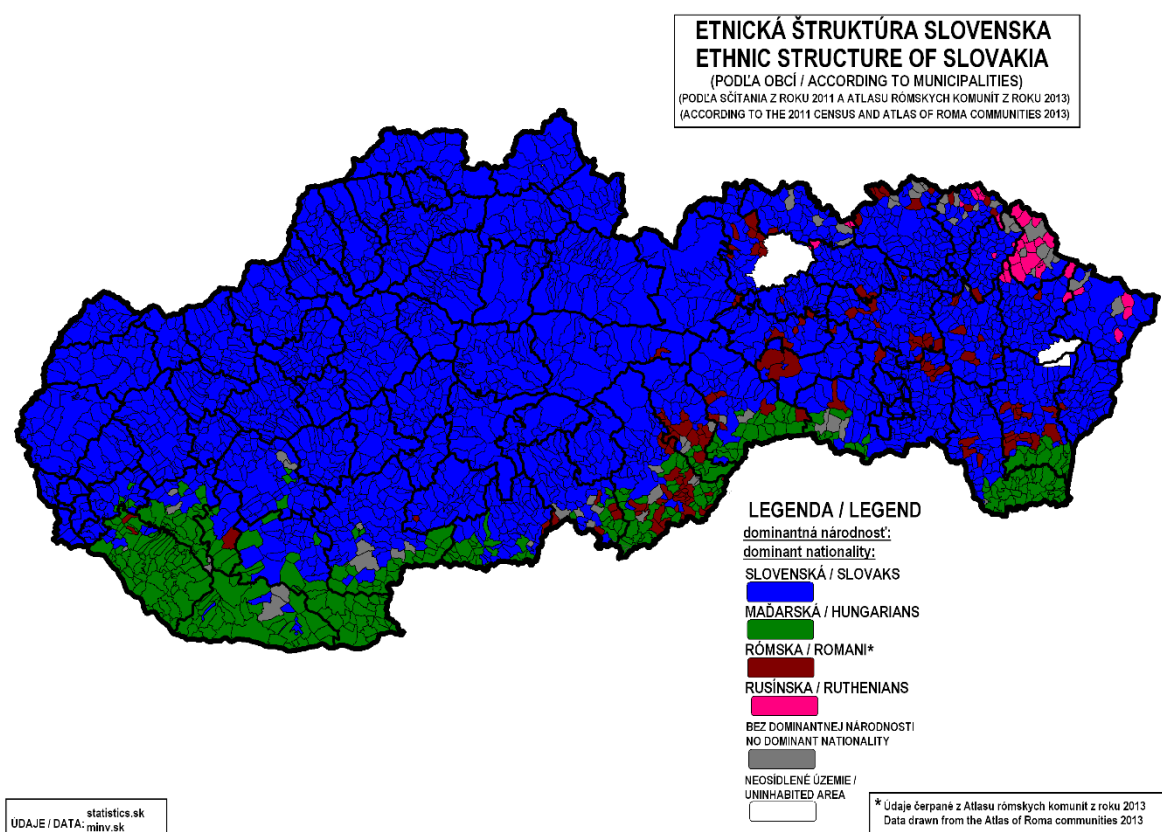 ETNICKÁ ŠTRUKTÚRA SLOVENSKA
ETHNIC STRUCTURE OF SLOVAKIA
(PODĽA OBCÍ / ACCORDING TO MUNICIPALITIES)
(PODĽA SČÍTANIA Z ROKU 2011 A ATLASU RÓMSKYCH KOMUNÍT Z ROKU 2013)
(ACCORDING TO THE 2011 CENSUS AND ATLAS OF ROMA COMMUNITIES 2013)
LEGENDA / LEGEND
dominantná národnosť:
dominant nationality:
SLOVENSKÁ / SLOVAKS
MAĎARSKÁ / HUNGARIANS
RÓMSKA / ROMANI*
RUSÍNSKA / RUTHENIANS
BEZ DOMINANTNEJ NÁRODNOSTI
NO DOMINANT NATIONALITY
NEOSÍDLENÉ ÚZEMIE /
UNINHABITED AREA
ÚDAJE / DATA: statistics.sk
minv.sk
* Údaje čerpané z Atlasu rómskych komunít z roku 2013
Data drawn from the Atlas of Roma communities 2013